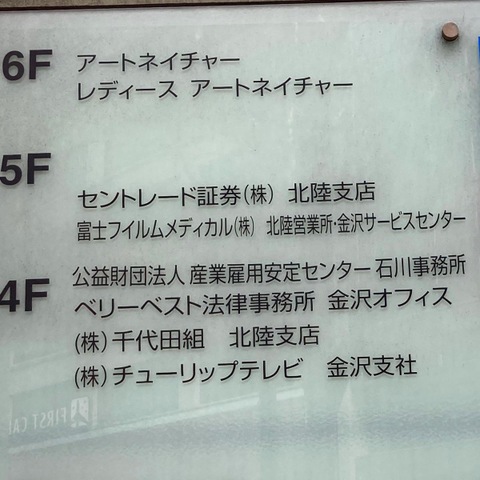 6F アートネイチャー
レディース アートネイチャー
5F
セントレード証券(株) 北陸支店
富士フイルムメディカル(株) 北陸営業所・金沢サービスセンター
4F 公益財団法人 産業雇用安定センター 石川事務所
ベリーベスト法律事務所 金沢オフィス
(株)千代田組 北陸支店
(株)チューリップテレビ 金沢支社
FIRST CA